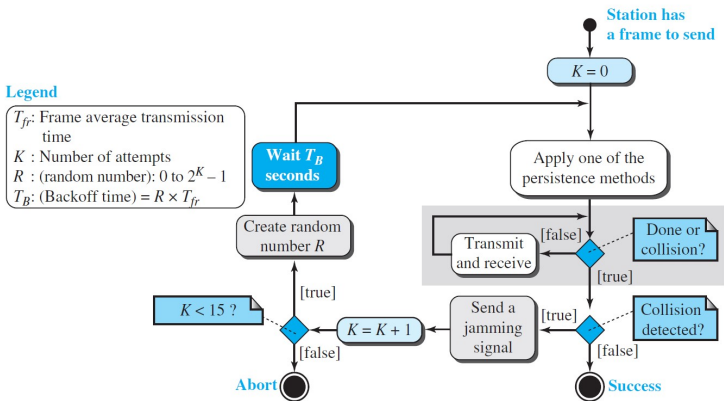 Station has
a frame to send
K = 0
Legend
T_fr: Frame average transmission
time
K : Number of attempts
R : (random number): 0 to 2^K – 1
T_B: (Backoff time) = R × T_fr
Wait T_B
seconds
Apply one of the
persistence methods
Create random
number R
[false]
Transmit
and receive
Done or
collision?
[true]
[true]
K < 15 ?
K = K + 1
Send a
jamming
signal
[true]
Collision
detected?
[false]
[false]
Abort
Success